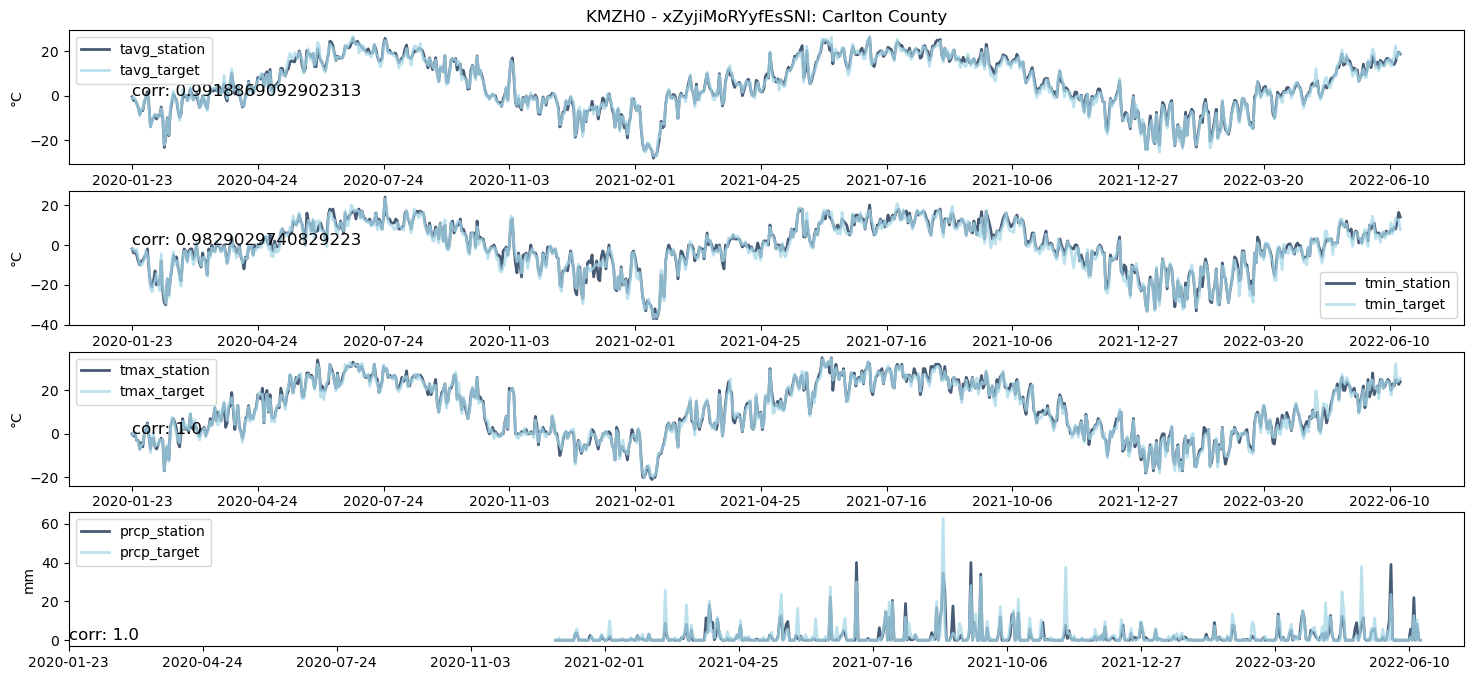 KMZH0 - xZyjiMoRYyfEsSNI: Carlton County
20
0
−20
°C
tavg_station
tavg_target
corr: 0.9918869092902313
2020-01-23 2020-04-24 2020-07-24 2020-11-03 2021-02-01 2021-04-25 2021-07-16 2021-10-06 2021-12-27 2022-03-20 2022-06-10
20
0
−20
−40
°C
corr: 0.9829029740829223
tmin_station
tmin_target
2020-01-23 2020-04-24 2020-07-24 2020-11-03 2021-02-01 2021-04-25 2021-07-16 2021-10-06 2021-12-27 2022-03-20 2022-06-10
20
0
−20
°C
tmax_station
tmax_target
corr: 1.0
2020-01-23 2020-04-24 2020-07-24 2020-11-03 2021-02-01 2021-04-25 2021-07-16 2021-10-06 2021-12-27 2022-03-20 2022-06-10
60
40
20
0
mm
prcp_station
prcp_target
corr: 1.0
2020-01-23 2020-04-24 2020-07-24 2020-11-03 2021-02-01 2021-04-25 2021-07-16 2021-10-06 2021-12-27 2022-03-20 2022-06-10